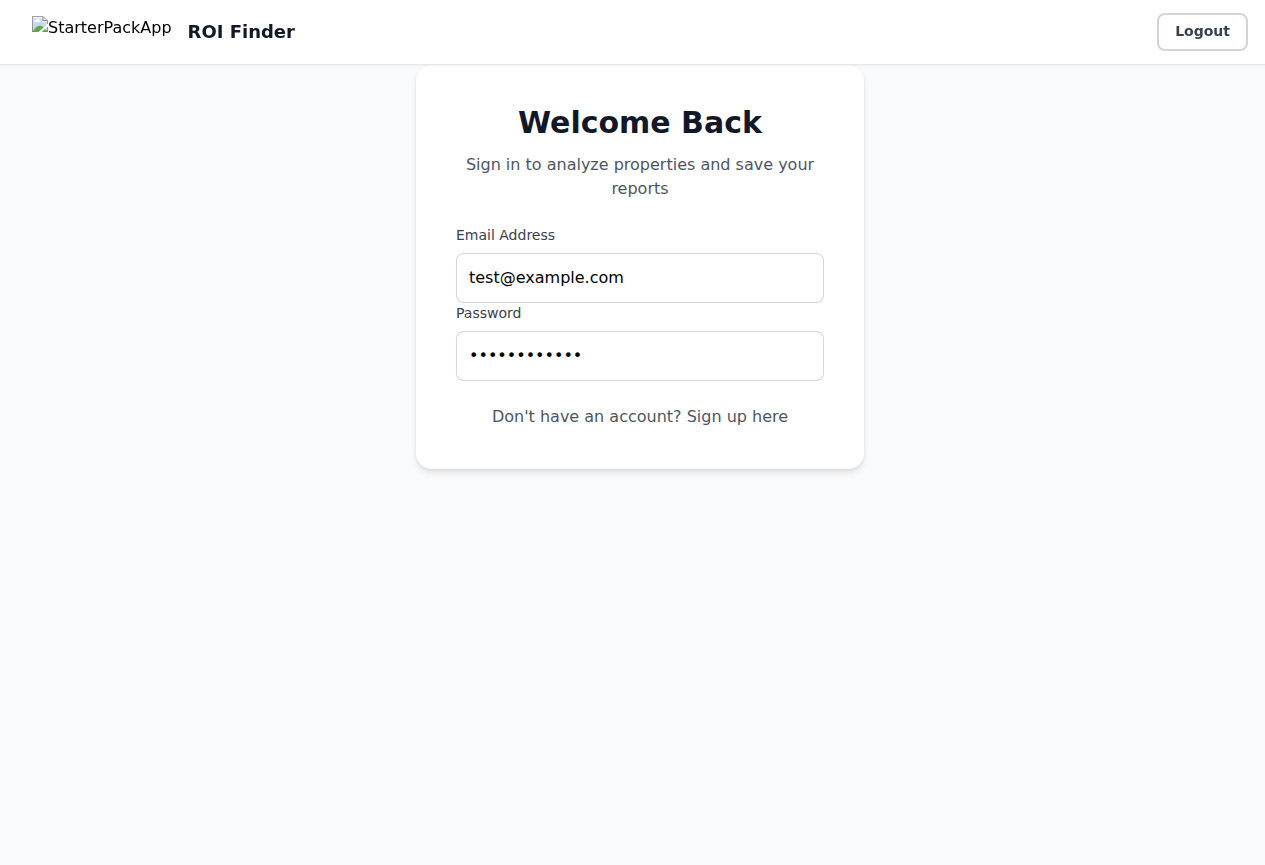 StarterPackApp
ROI Finder
Logout
Welcome Back
Sign in to analyze properties and save your
reports
Email Address
test@example.com
Password
••••••••••••
Don't have an account? Sign up here